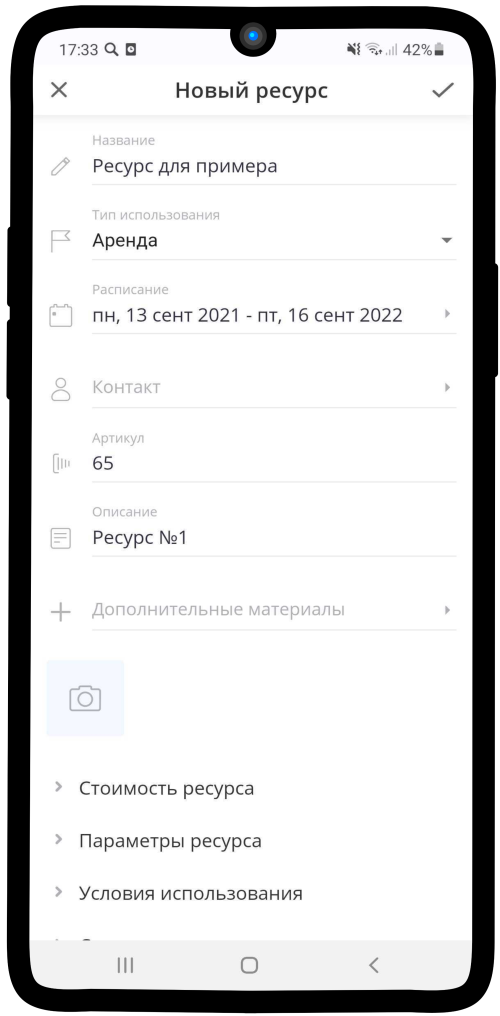 17:33 42%
Новый ресурс
Название
Ресурс для примера
Тип использования
Аренда
Расписание
пн, 13 сент 2021 - пт, 16 сент 2022
Контакт
Артикул
65
Описание
Ресурс №1
Дополнительные материалы
Стоимость ресурса
Параметры ресурса
Условия использования